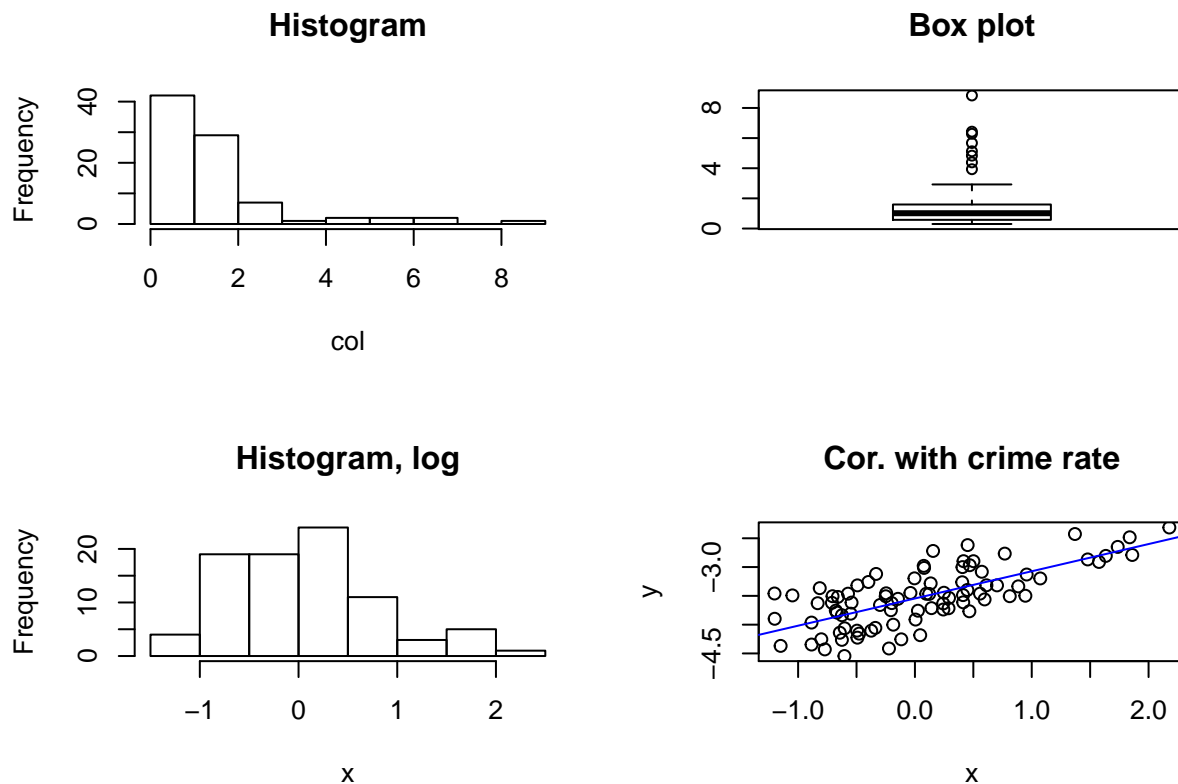 Histogram
Frequency
0 20 40
0 2 4 6 8
col
Box plot
0 4 8
Histogram, log
Frequency
0 10 20
−1 0 1 2
x
Cor. with crime rate
y
−4.5 −3.0
−1.0 0.0 1.0 2.0
x